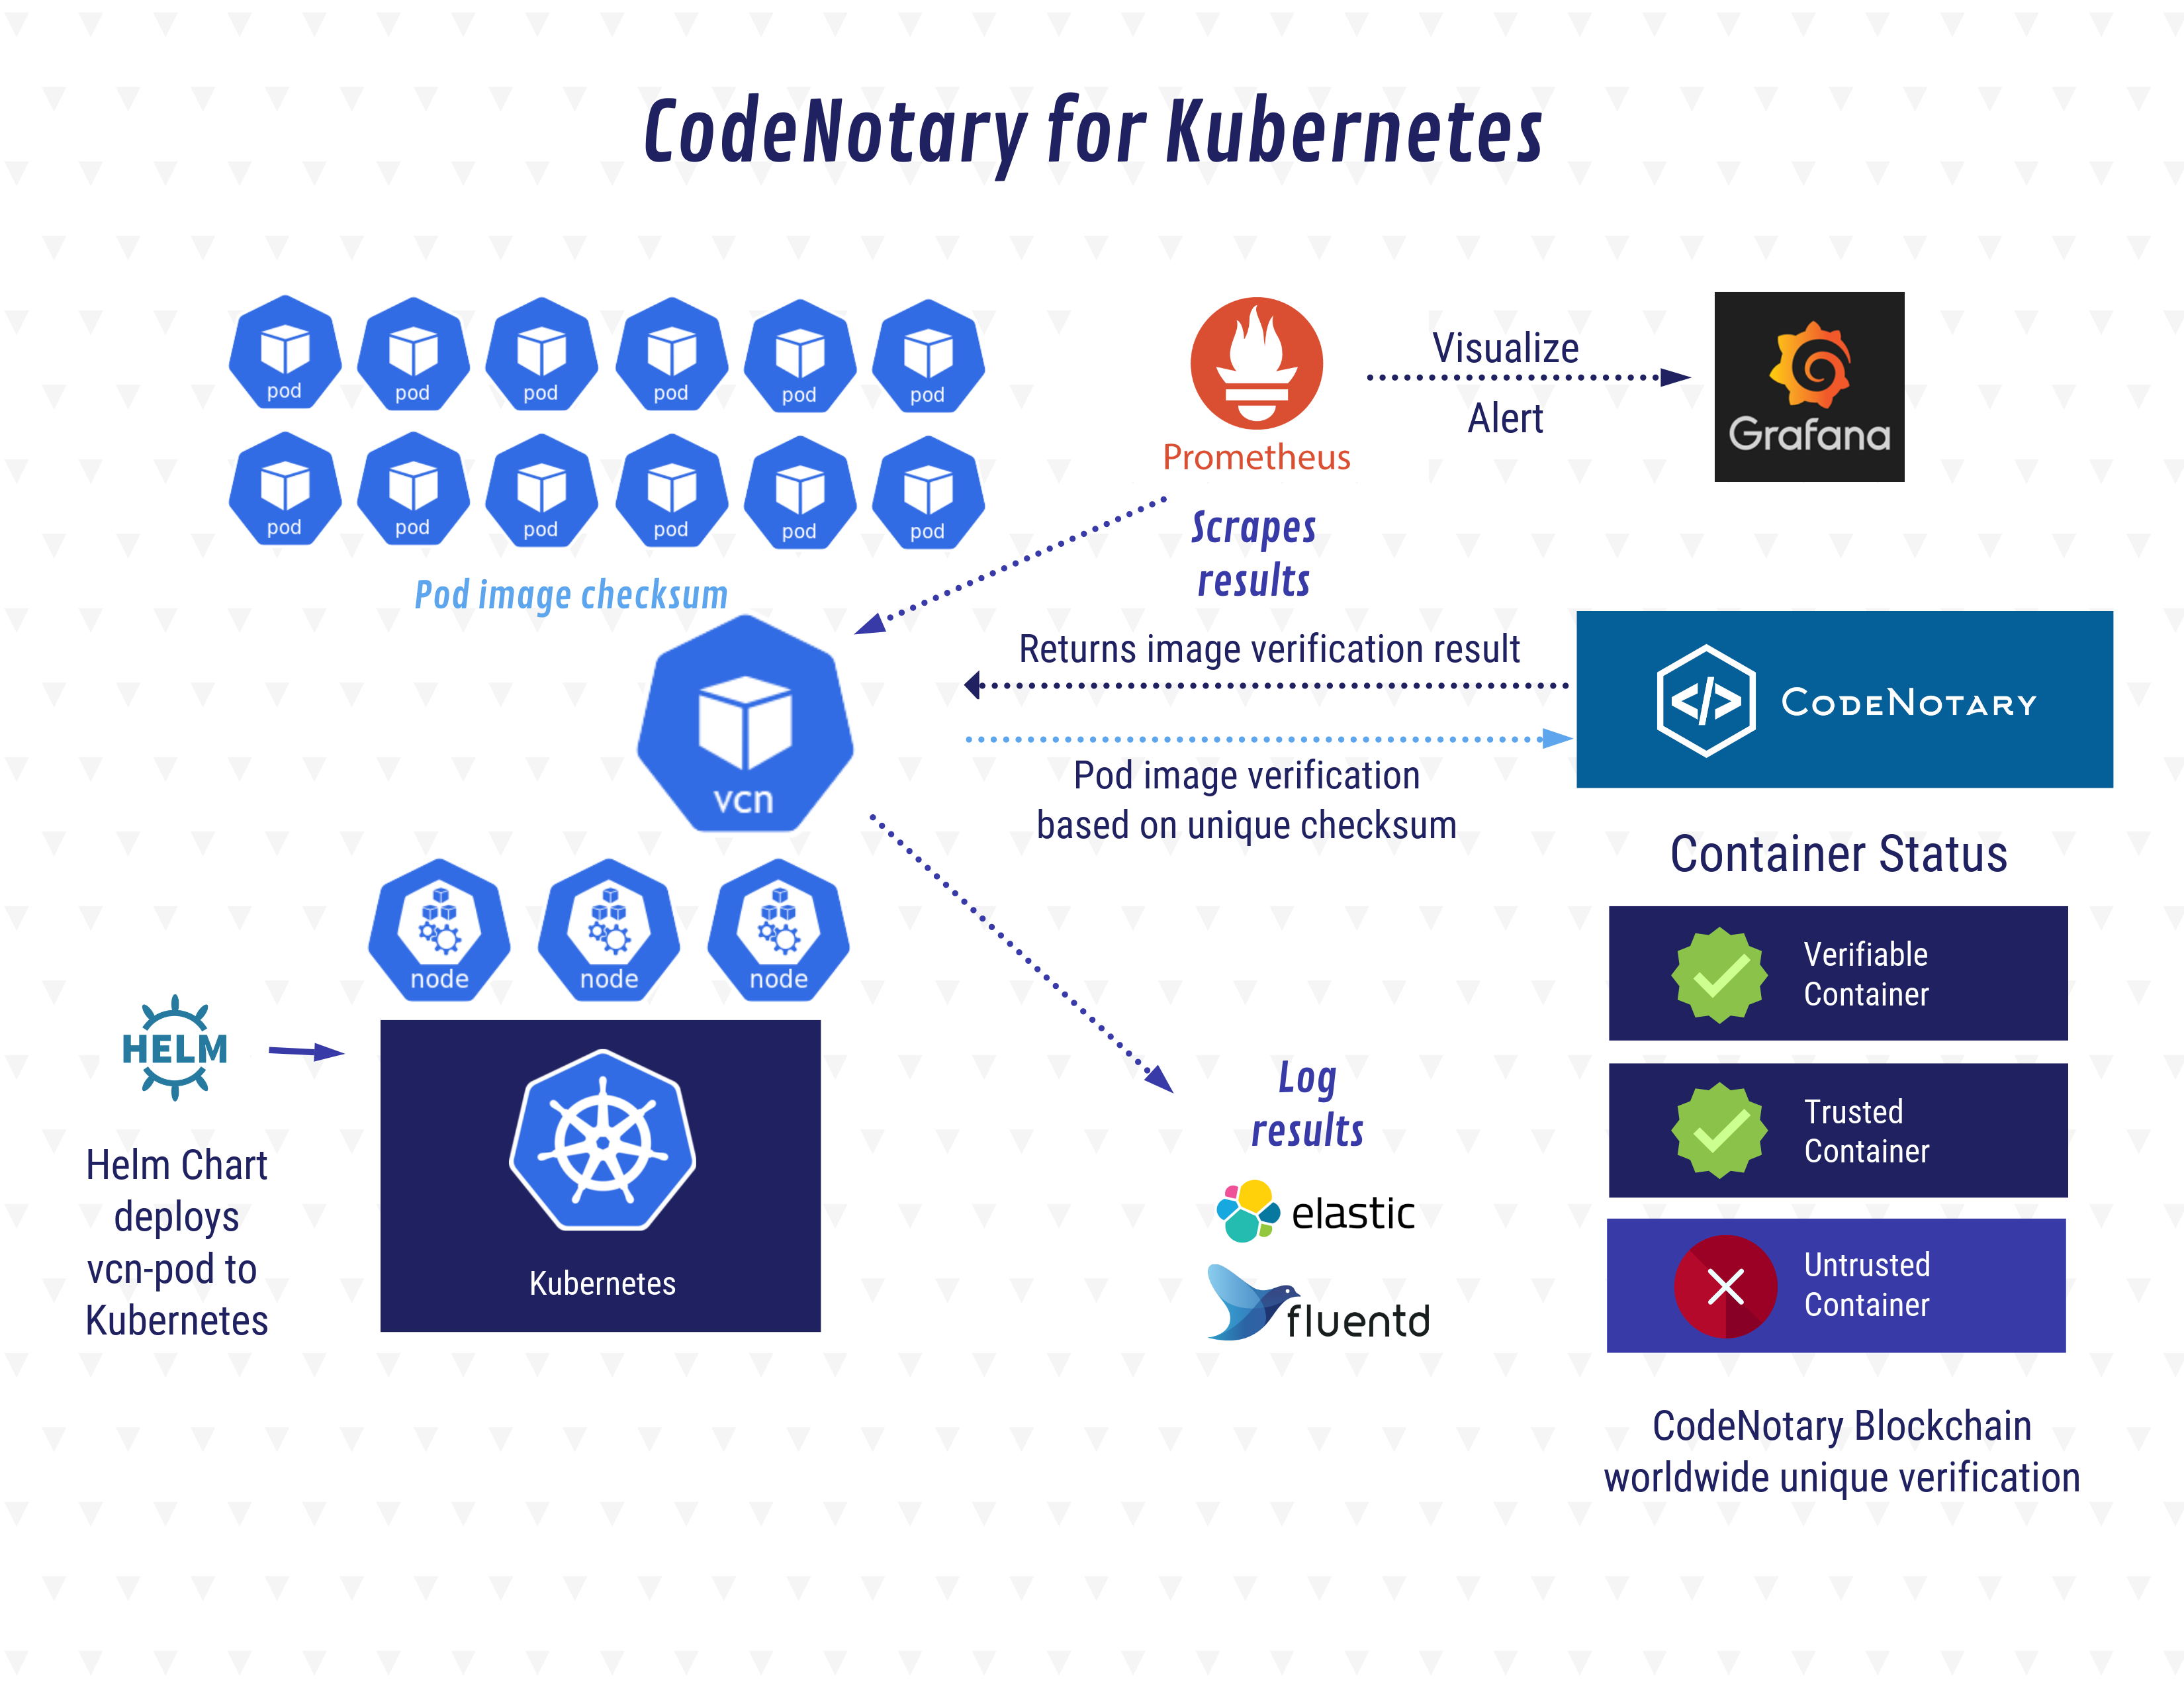 CodeNotary for Kubernetes
pod
pod
pod
pod
pod
pod
pod
pod
pod
pod
pod
pod
Pod image checksum
vcn
node
node
node
HELM
Helm Chart
deploys
vcn-pod to
Kubernetes
Kubernetes
Prometheus
Visualize
Alert
Grafana
Scrapes
results
Returns image verification result
Pod image verification
based on unique checksum
</> CODENOTARY
Log
results
elastic
fluentd
Container Status
Verifiable
Container
Trusted
Container
Untrusted
Container
CodeNotary Blockchain
worldwide unique verification